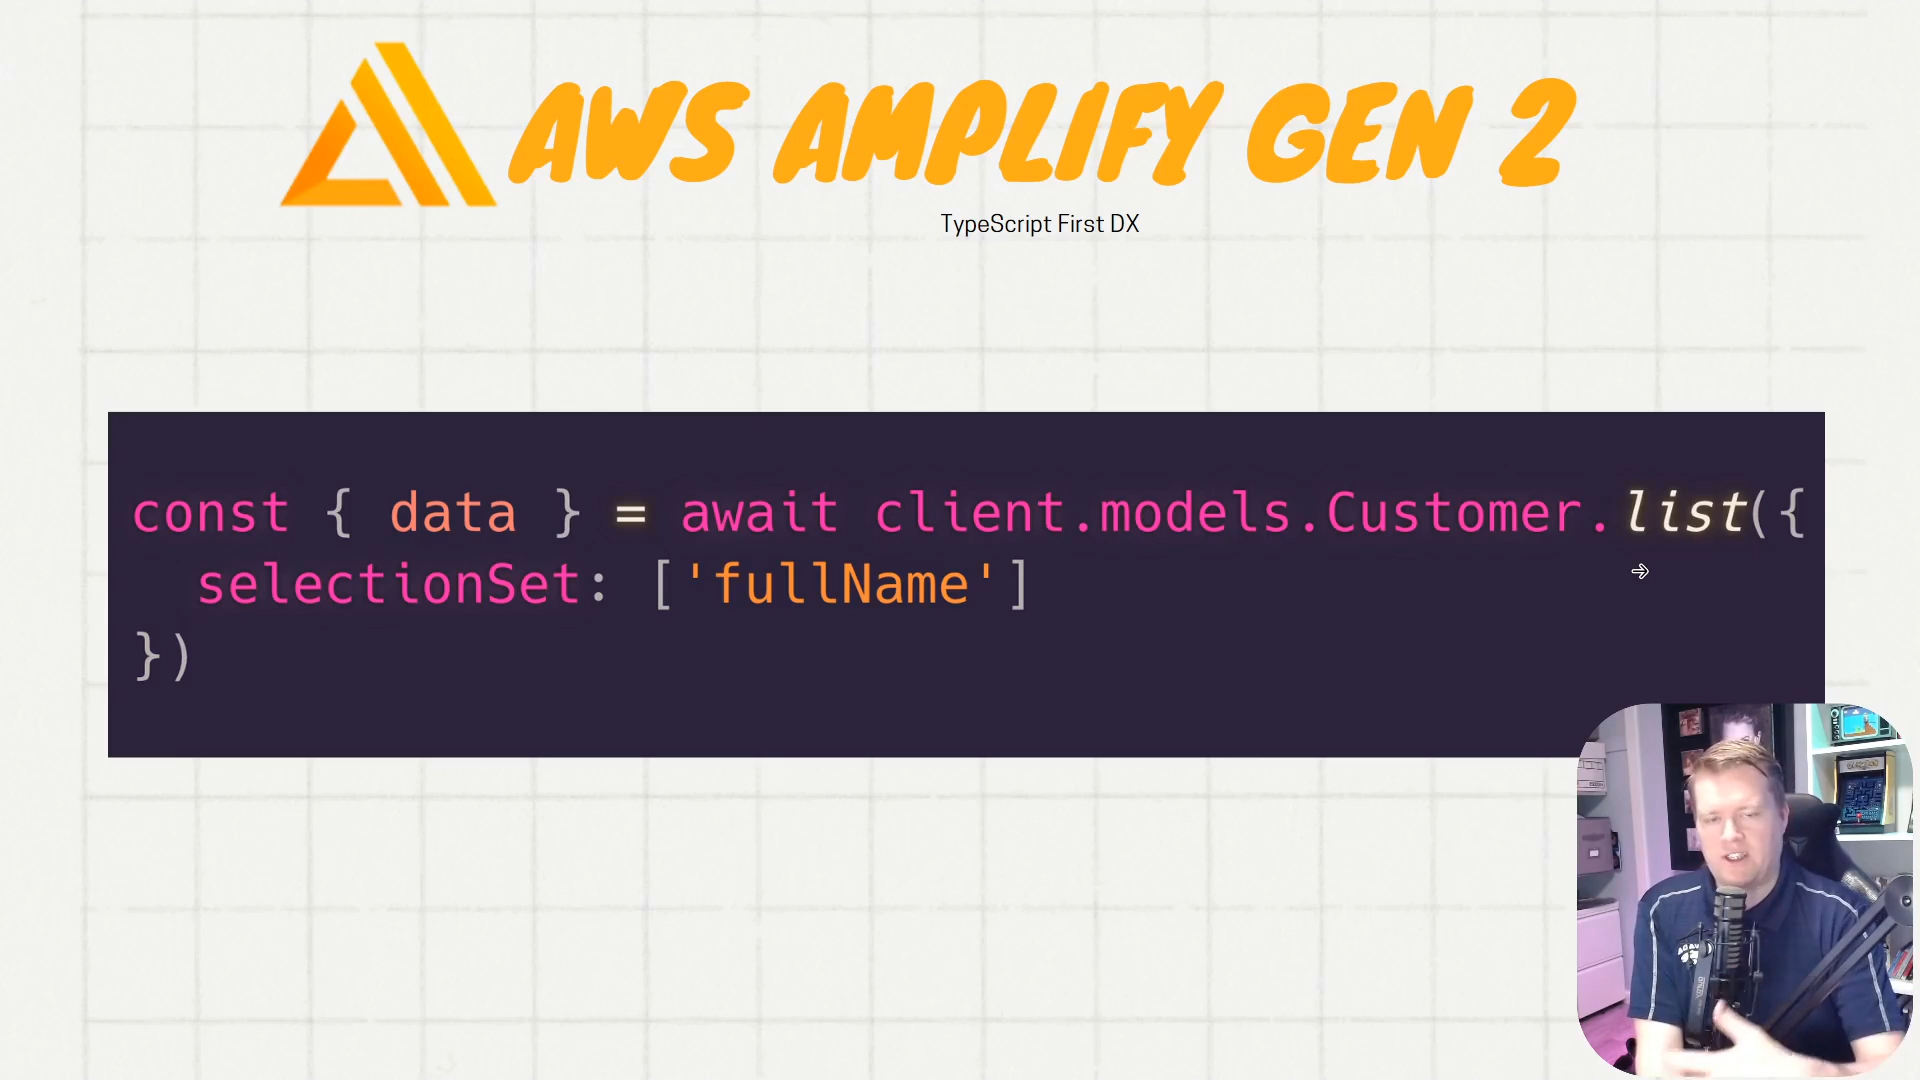 AWS AMPLIFY GEN 2
TypeScript First DX
const { data } = await client.models.Customer.list({
  selectionSet: ['fullName']
})